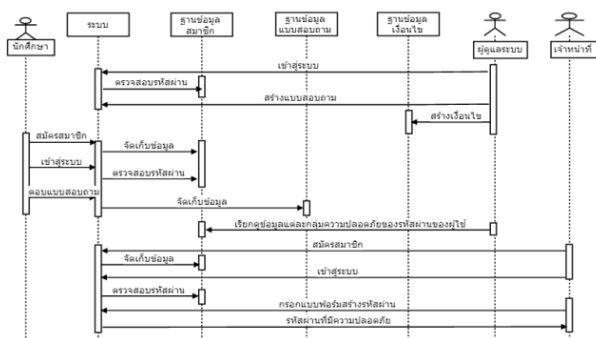 นักศึกษา
ระบบ
ฐานข้อมูล
สมาชิก
ฐานข้อมูล
แบบสอบถาม
ฐานข้อมูล
เงื่อนไข
ผู้ดูแลระบบ
เจ้าหน้าที่
เข้าสู่ระบบ
ตรวจสอบรหัสผ่าน
สร้างแบบสอบถาม
สร้างเงื่อนไข
สมัครสมาชิก
จัดเก็บข้อมูล
เข้าสู่ระบบ
ตรวจสอบรหัสผ่าน
ตอบแบบสอบถาม
จัดเก็บข้อมูล
เรียกดูข้อมูลแต่ละกลุ่มความปลอดภัยของรหัสผ่านของผู้ใช้
สมัครสมาชิก
จัดเก็บข้อมูล
เข้าสู่ระบบ
ตรวจสอบรหัสผ่าน
กรอกแบบฟอร์มสร้างรหัสผ่าน
รหัสผ่านที่มีความปลอดภัย